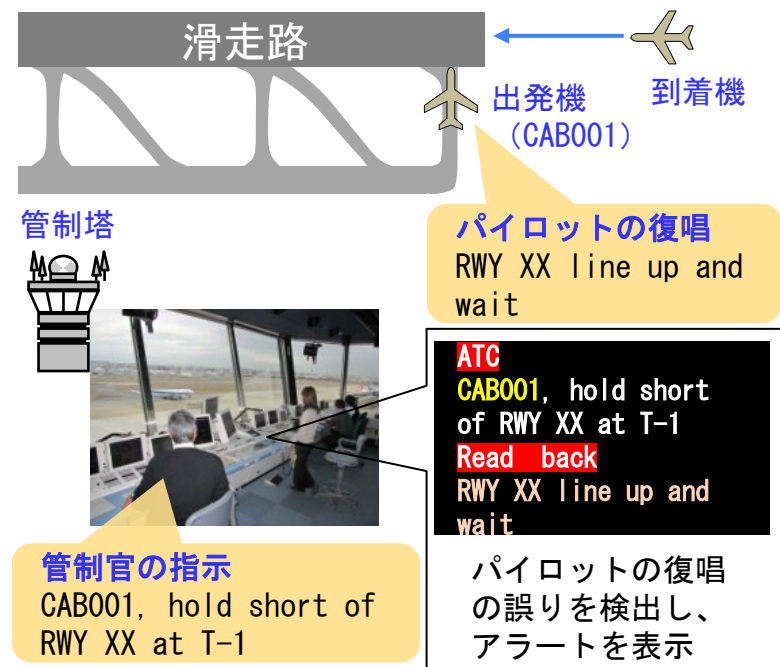 滑走路
到着機
出発機
（CAB001）
管制塔
パイロットの復唱
RWY XX line up and
wait
ATC
CAB001, hold short
of RWY XX at T-1
Read back
RWY XX line up and
wait
管制官の指示
CAB001, hold short of
RWY XX at T-1
パイロットの復唱
の誤りを検出し、
アラートを表示